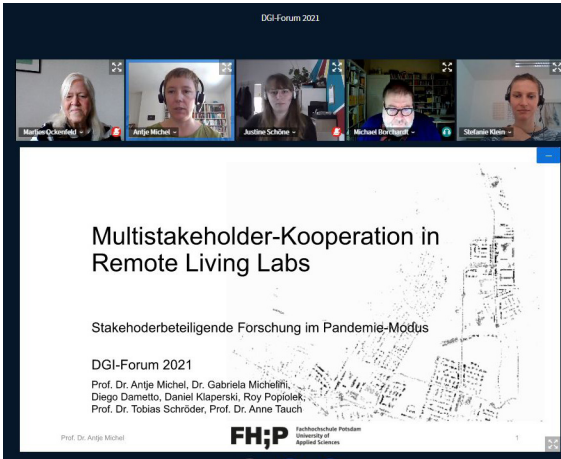 DGI-Forum 2021
Marlies Ockenfeld
Antje Michel
Justine Schöne
Michael Borchardt
Stefanie Klein
Multistakeholder-Kooperation in
Remote Living Labs
Stakehoderbeteiligende Forschung im Pandemie-Modus
DGI-Forum 2021
Prof. Dr. Antje Michel, Dr. Gabriela Michelini,
Diego Dametto, Daniel Klaperski, Roy Popiolek,
Prof. Dr. Tobias Schröder, Prof. Dr. Anne Tauch
Prof. Dr. Antje Michel
FH;P
Fachhochschule Potsdam
University of
Applied Sciences
1